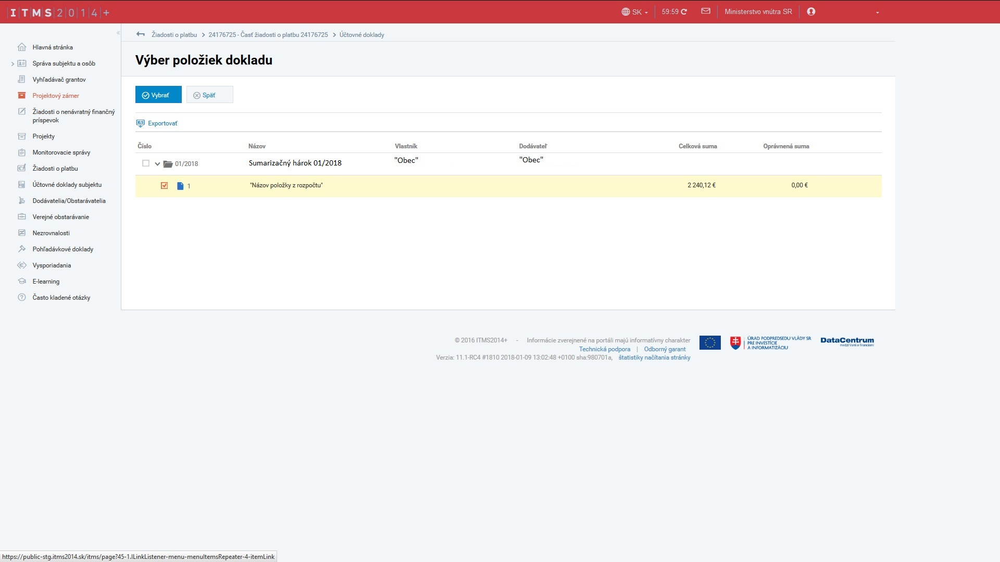 ITMS2014+
SK
59:59
Ministerstvo vnútra SR
Hlavná stránka
Správa subjektu a osôb
Vyhľadávač grantov
Projektový zámer
Žiadosti o nenávratný finančný
príspevok
Projekty
Monitorovacie správy
Žiadosti o platbu
Účtovné doklady subjektu
Dodávatelia/Obstarávatelia
Verejné obstarávanie
Nezrovnalosti
Pohľadávkové doklady
Vysporiadania
E-learning
Často kladené otázky
Žiadosti o platbu > 24176725 - Časť žiadosti o platbu 24176725 > Účtovné doklady
Výber položiek dokladu
Vybrať
Späť
XLS Exportovať
Číslo Názov Vlastník Dodávateľ Celková suma Oprávnená suma
01/2018 Sumarizačný hárok 01/2018 "Obec" "Obec"
1 "Názov položky z rozpočtu" 2 240,12 € 0,00 €
© 2016 ITMS2014+ - Informácie zverejnené na portáli majú informatívny charakter
Technická podpora | Odborný garant
Verzia: 11.1-RC4 #1810 2018-01-09 13:02:48 +0100 sha:980701a, štatistiky načítania stránky
ÚRAD PODPREDSEDU VLÁDY SR
PRE INVESTÍCIE
A INFORMATIZÁCIU
DataCentrum
medzi Vami a financiami
https://public-stg.itms2014.sk/itms/page?45-1.ILinkListener-menu-menuItemsRepeater-4-itemLink